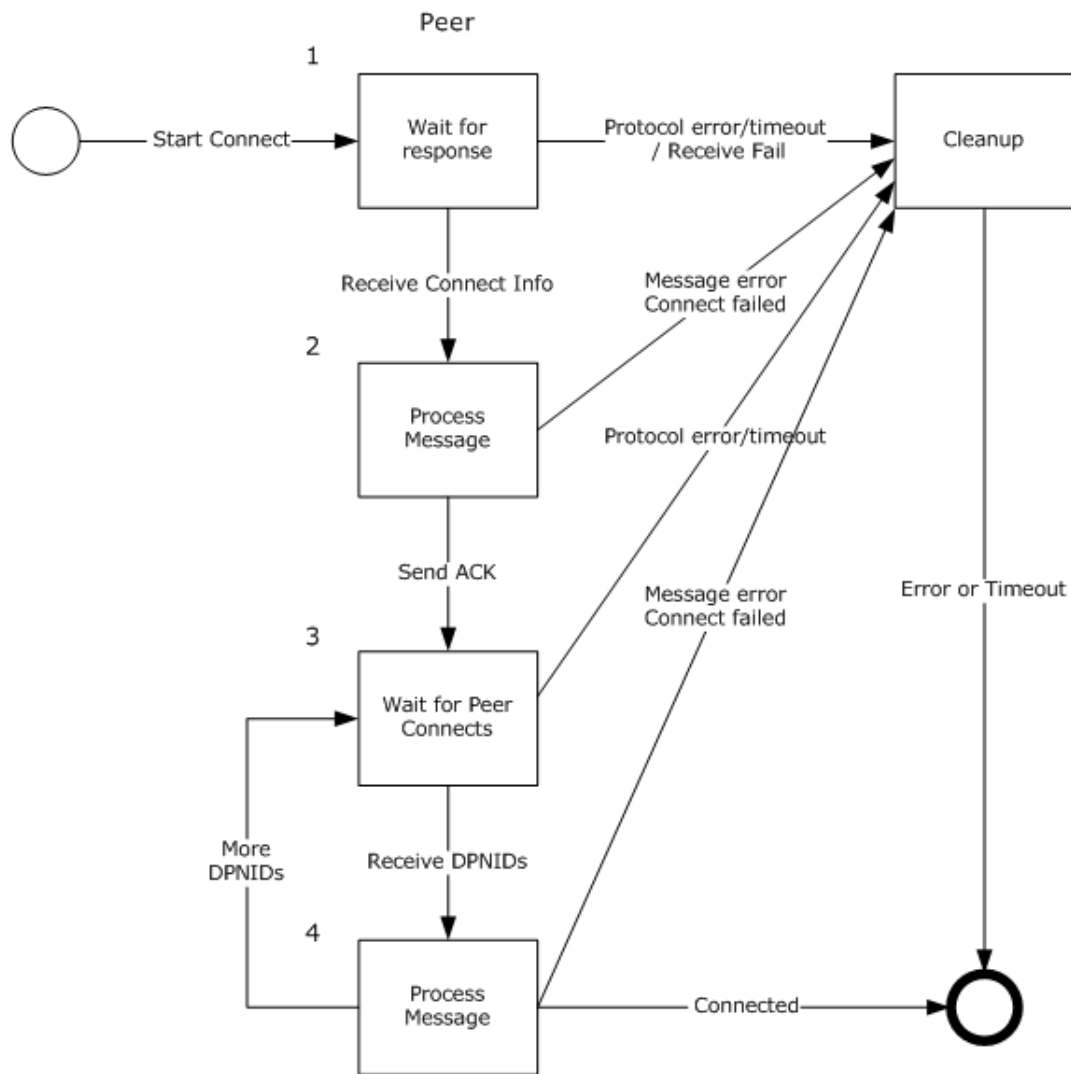 Peer
1
Wait for
response
Start Connect
Protocol error/timeout
/ Receive Fail
Cleanup
Receive Connect Info
Message error
Connect failed
2
Process
Message
Protocol error/timeout
Send ACK
Message error
Connect failed
Error or Timeout
3
Wait for Peer
Connects
More
DPNIDs
Receive DPNIDs
4
Process
Message
Connected